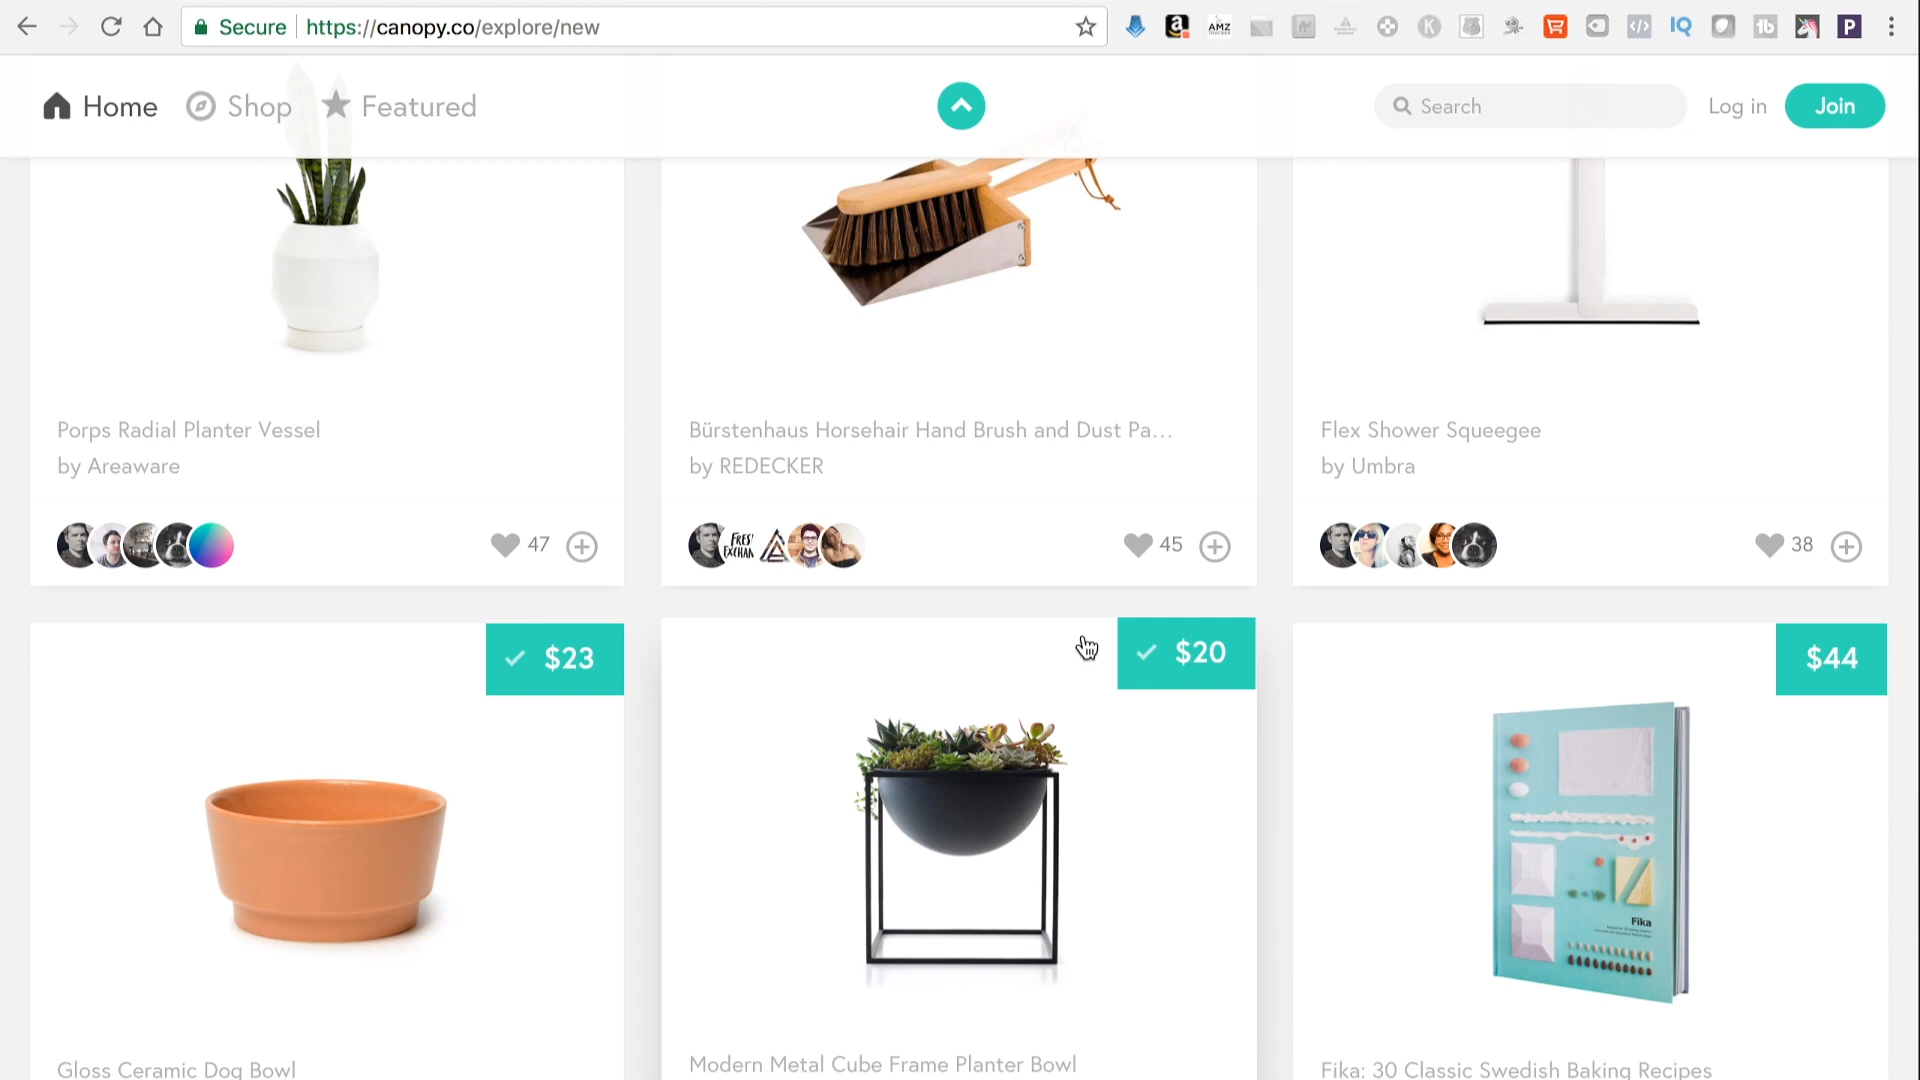 Secure
https://canopy.co/explore/new
AMZ
K
</>
IQ
tb
P
Home
Shop
Featured
Search
Log in
Join
Porps Radial Planter Vessel
by Areaware
47
Bürstenhaus Horsehair Hand Brush and Dust Pa...
by REDECKER
FRES'
EXCHAN
45
Flex Shower Squeegee
by Umbra
38
$23
Gloss Ceramic Dog Bowl
$20
Modern Metal Cube Frame Planter Bowl
$44
Fika
Fika: 30 Classic Swedish Baking Recipes